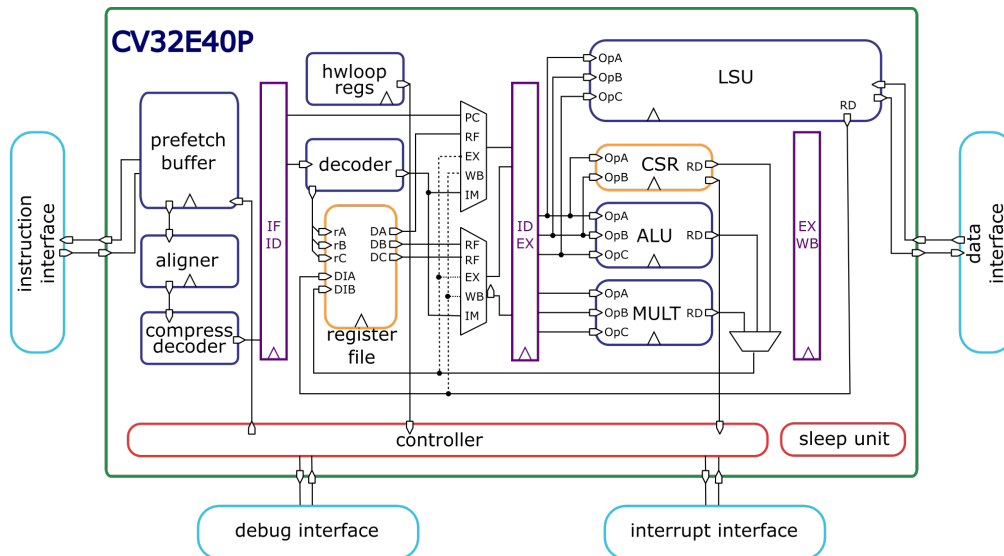 CV32E40P
instruction
interface
prefetch
buffer
aligner
compress
decoder
IF
ID
hwloop
regs
decoder
rA
rB
rC
DIA
DIB
DA
DB
DC
register
file
PC
RF
EX
WB
IM
RF
RF
EX
WB
IM
ID
EX
OpA
OpB
OpC
LSU
RD
OpA
OpB
CSR
RD
OpA
OpB
OpC
ALU
RD
OpA
OpB
OpC
MULT
RD
EX
WB
data
interface
controller
sleep unit
debug interface
interrupt interface